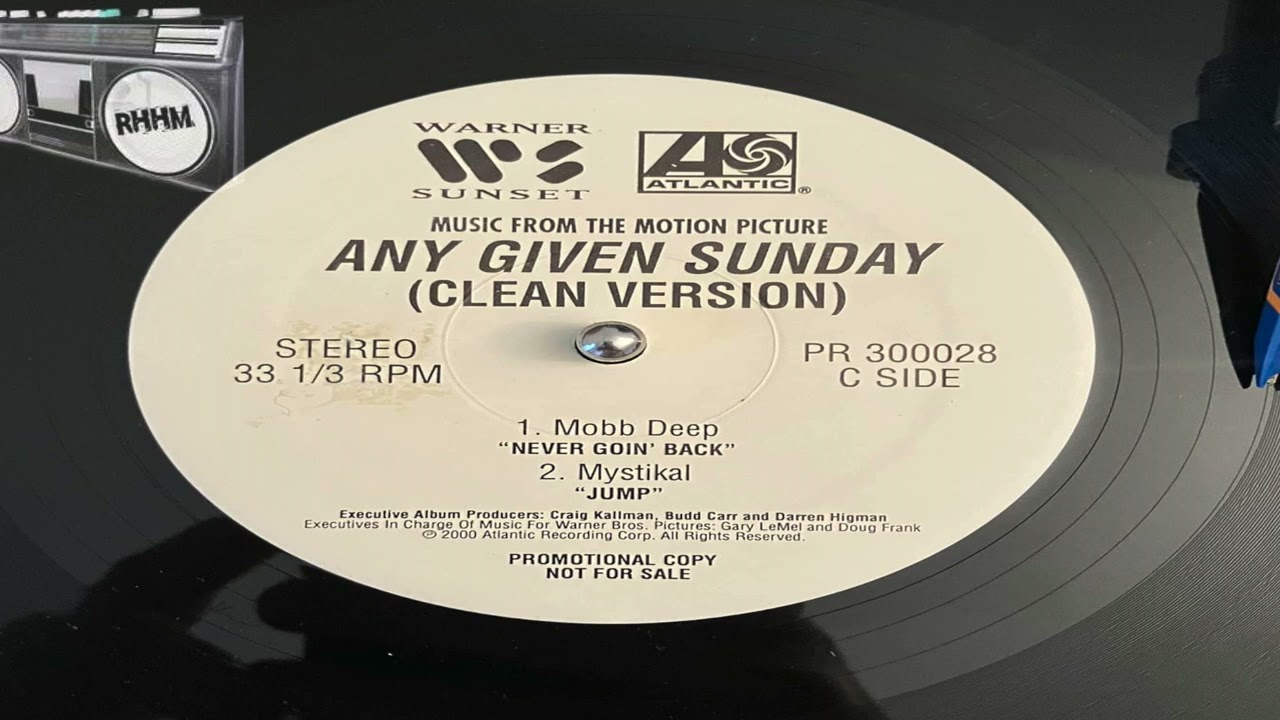 RHHM
WARNER
WS
SUNSET
A
ATLANTIC®
MUSIC FROM THE MOTION PICTURE
ANY GIVEN SUNDAY
(CLEAN VERSION)
STEREO
33 1/3 RPM
PR 300028
C SIDE
1. Mobb Deep
“NEVER GOIN’ BACK”
2. Mystikal
“JUMP”
Executive Album Producers: Craig Kallman, Budd Carr and Darren Higman
Executives In Charge Of Music For Warner Bros. Pictures: Gary LeMel and Doug Frank
℗ 2000 Atlantic Recording Corp. All Rights Reserved.
PROMOTIONAL COPY
NOT FOR SALE